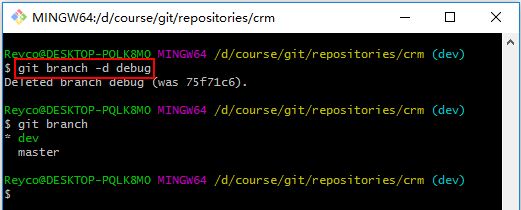 MINGW64:/d/course/git/repositories/crm
Reyco@DESKTOP-PQLK8MO MINGW64 /d/course/git/repositories/crm (dev)
$ git branch -d debug
Deleted branch debug (was 75f71c6).
Reyco@DESKTOP-PQLK8MO MINGW64 /d/course/git/repositories/crm (dev)
$ git branch
* dev
  master
Reyco@DESKTOP-PQLK8MO MINGW64 /d/course/git/repositories/crm (dev)
$